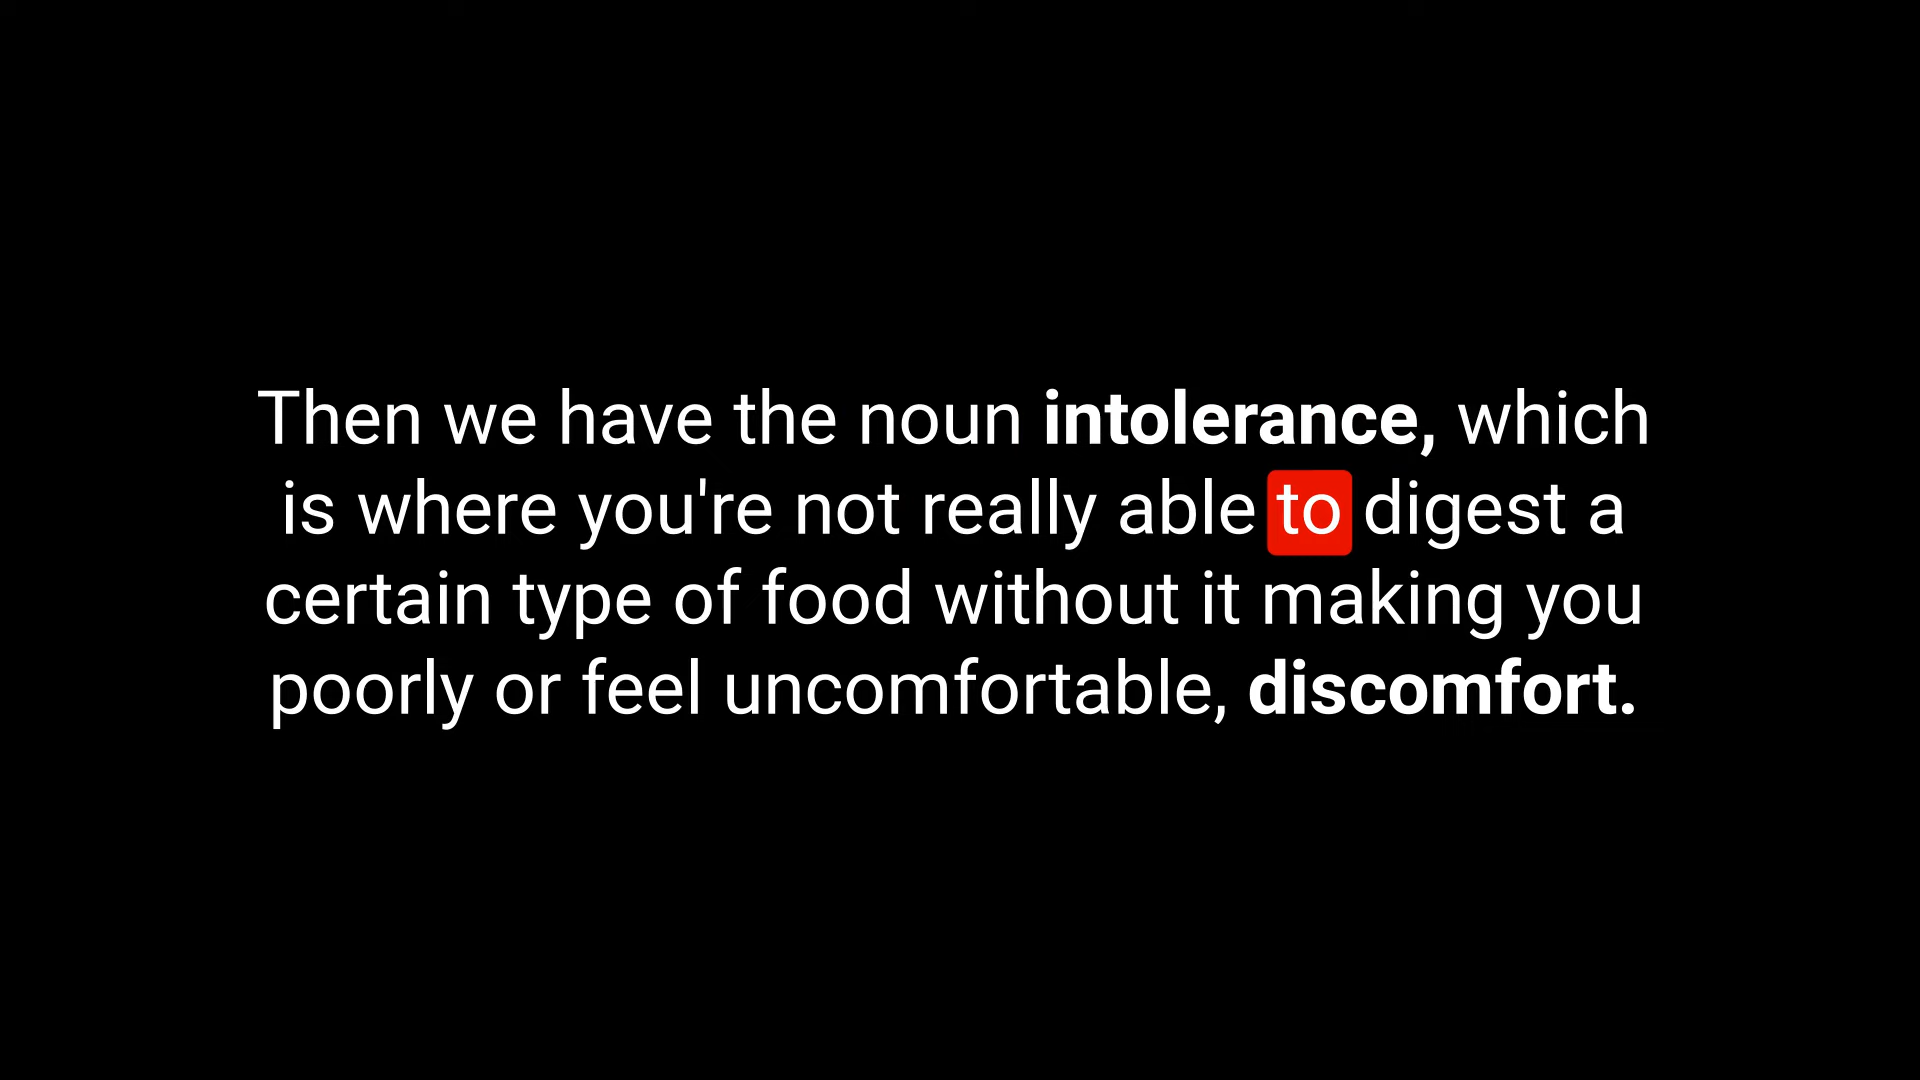 Then we have the noun intolerance, which
is where you're not really able to digest a
certain type of food without it making you
poorly or feel uncomfortable, discomfort.